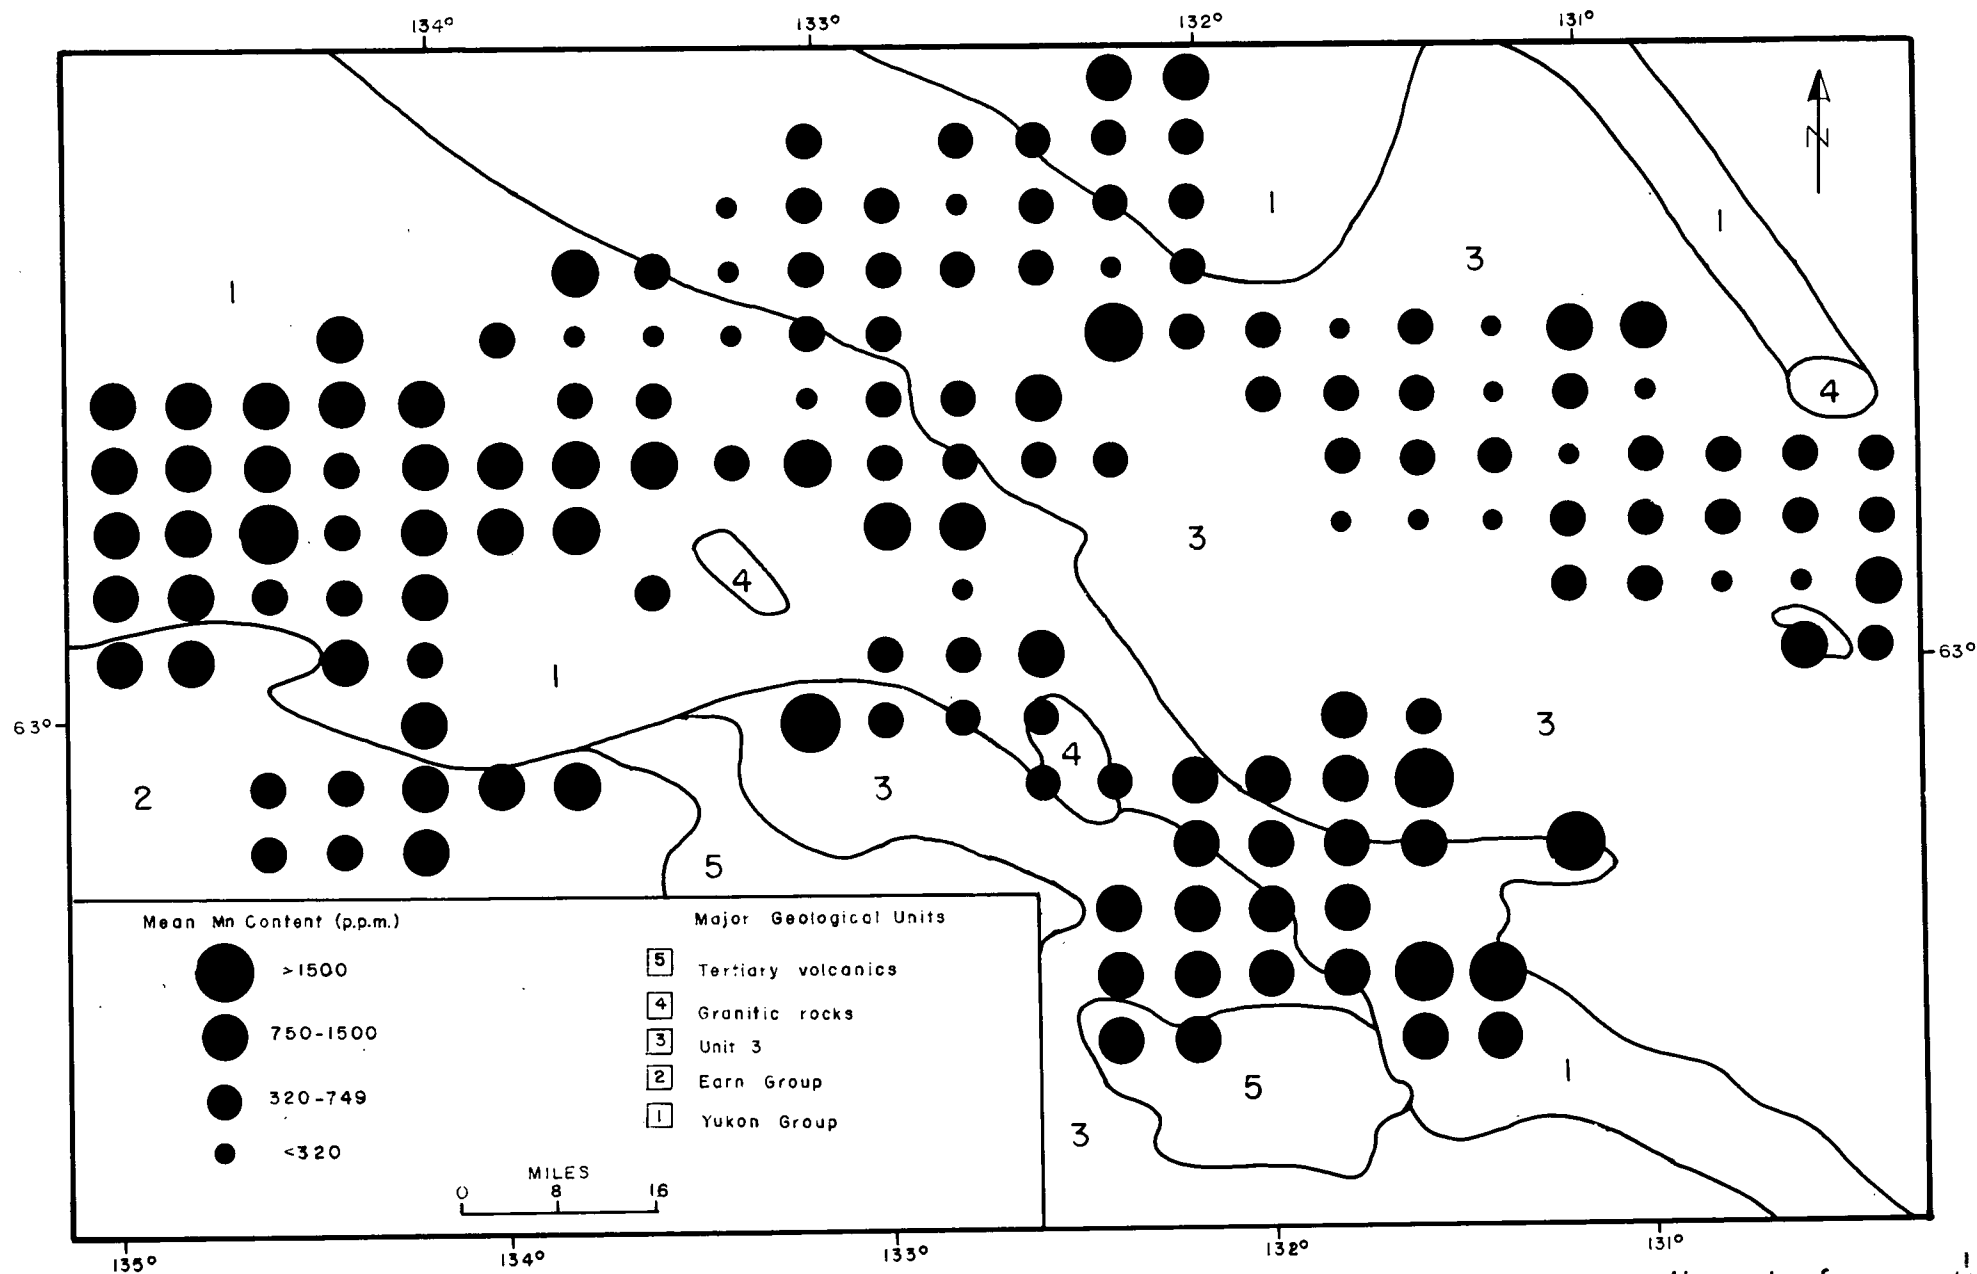 134° 133° 132° 131°
N
1
1
3
1
4
3
4
63°
1
3
63°
4
2
3
5
Mean Mn Content (p.p.m.)
>1500
750-1500
320-749
<320
Major Geological Units
5 Tertiary volcanics
4 Granitic rocks
3 Unit 3
2 Earn Group
1 Yukon Group
MILES
0 8 16
1
5
3
135° 134° 133° 132° 131°